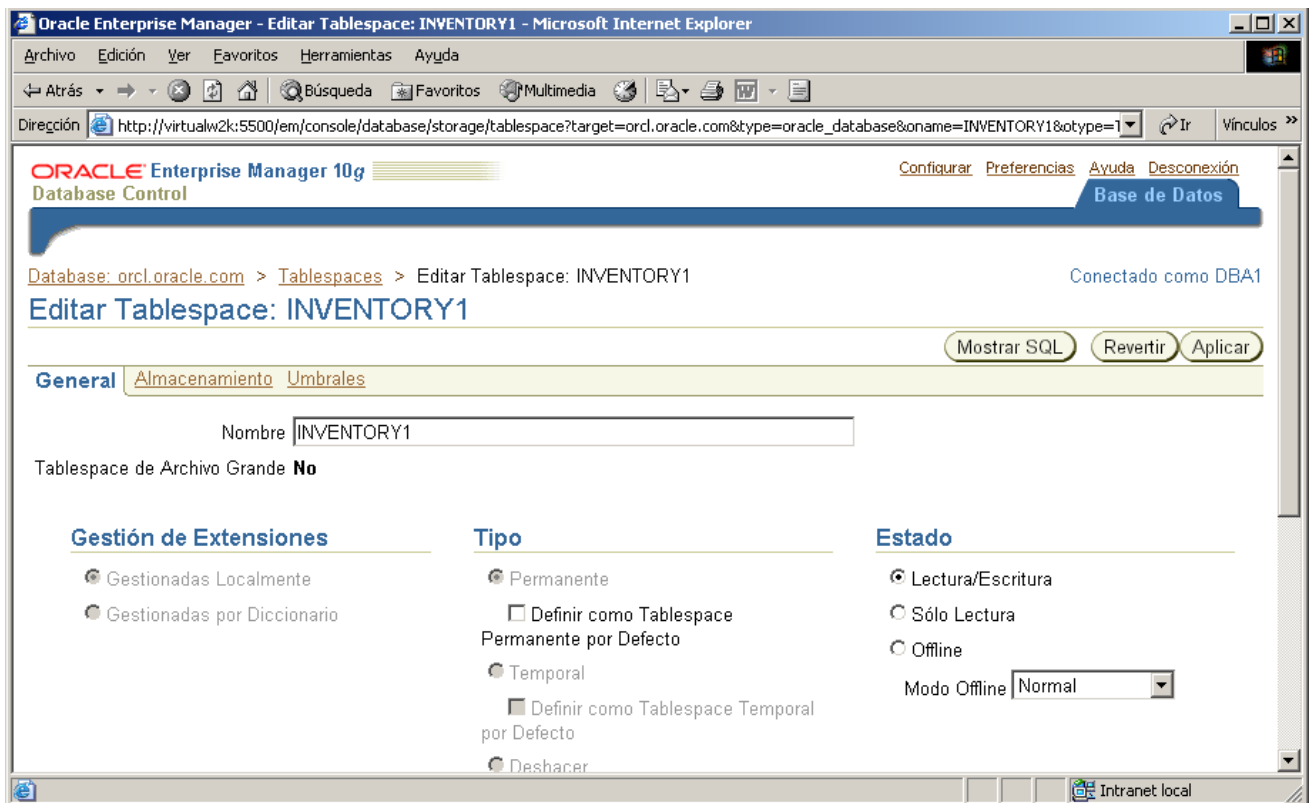 Oracle Enterprise Manager - Editar Tablespace: INVENTORY1 - Microsoft Internet Explorer
Archivo Edición Ver Favoritos Herramientas Ayuda
Atrás Búsqueda Favoritos Multimedia
Dirección http://virtualw2k:5500/em/console/database/storage/tablespace?target=orcl.oracle.com&type=oracle_database&oname=INVENTORY1&otype= Ir Vínculos »
ORACLE Enterprise Manager 10g
Configurar Preferencias Ayuda Desconexión
Database Control
Base de Datos
Database: orcl.oracle.com > Tablespaces > Editar Tablespace: INVENTORY1
Conectado como DBA1
Editar Tablespace: INVENTORY1
Mostrar SQL Revertir Aplicar
General Almacenamiento Umbrales
Nombre INVENTORY1
Tablespace de Archivo Grande No
Gestión de Extensiones
Gestionadas Localmente
Gestionadas por Diccionario
Tipo
Permanente
Definir como Tablespace
Permanente por Defecto
Temporal
Definir como Tablespace Temporal
por Defecto
Deshacer
Estado
Lectura/Escritura
Sólo Lectura
Offline
Modo Offline Normal
Intranet local